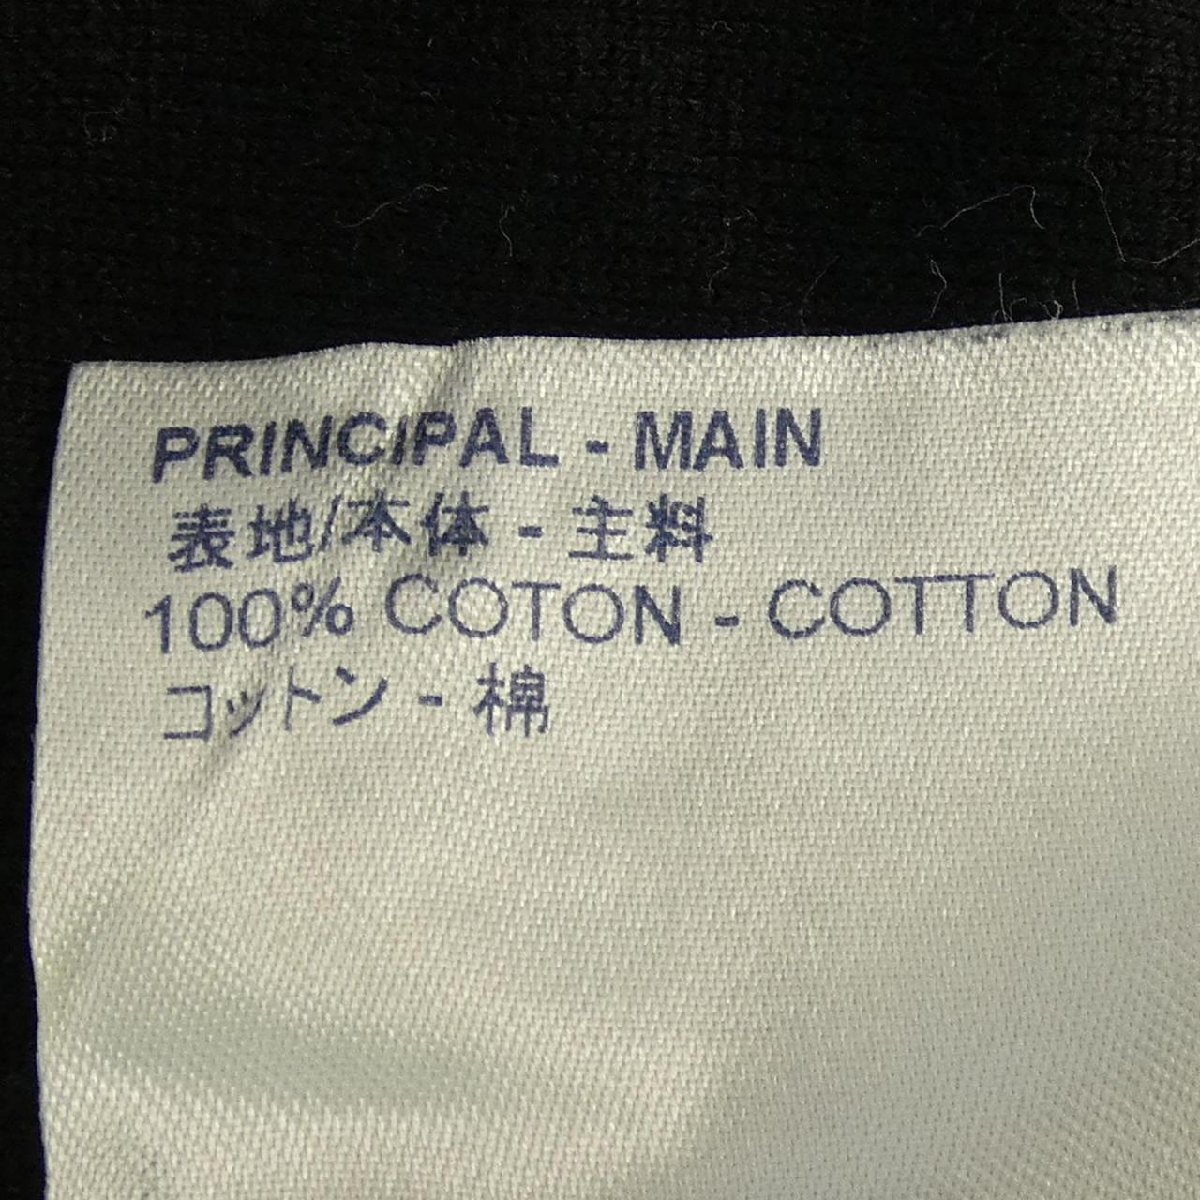 PRINCIPAL - MAIN
表地/本体 - 主料
100% COTON - COTTON
コットン - 棉